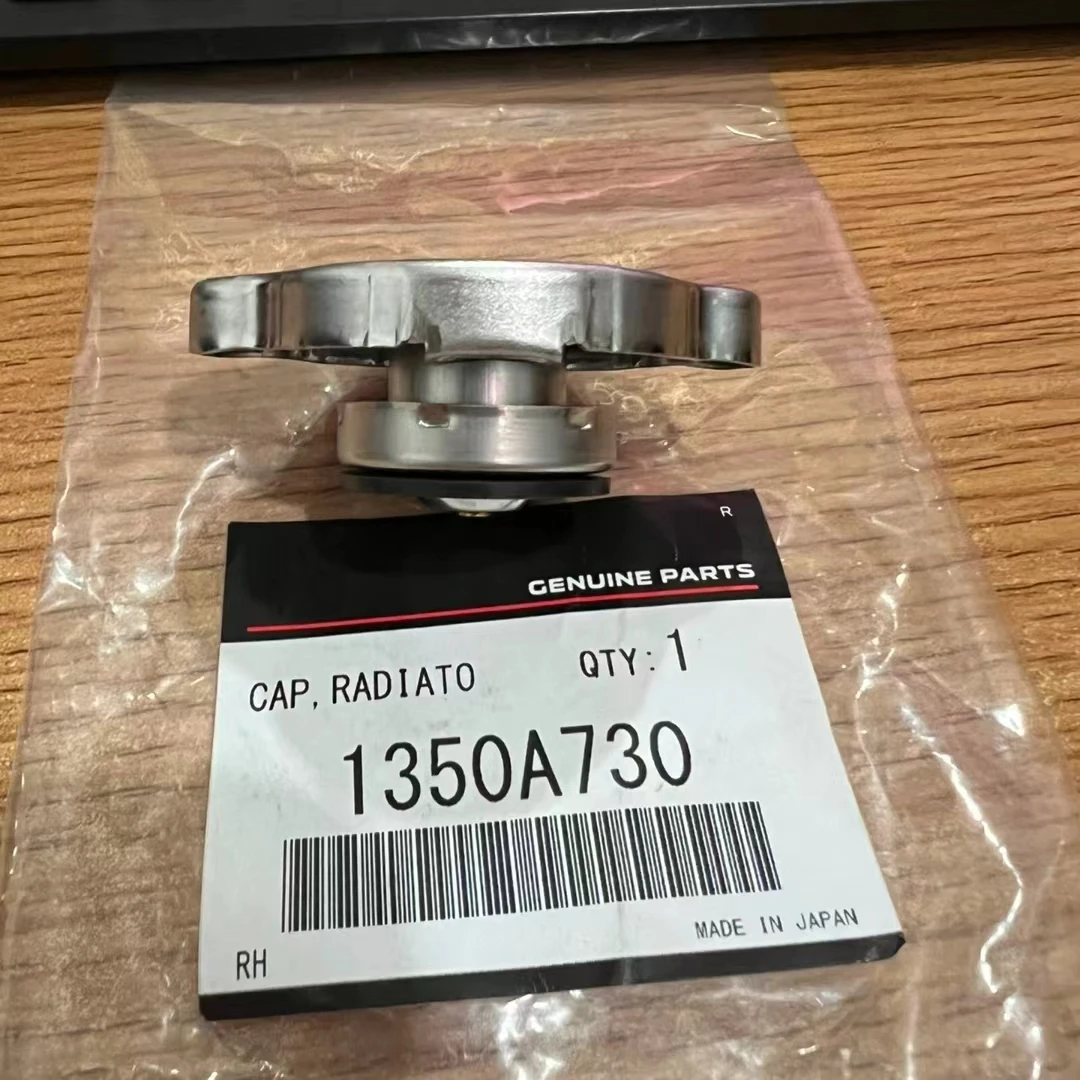 R
GENUINE PARTS
CAP, RADIATO QTY: 1
1350A730
MADE IN JAPAN
RH